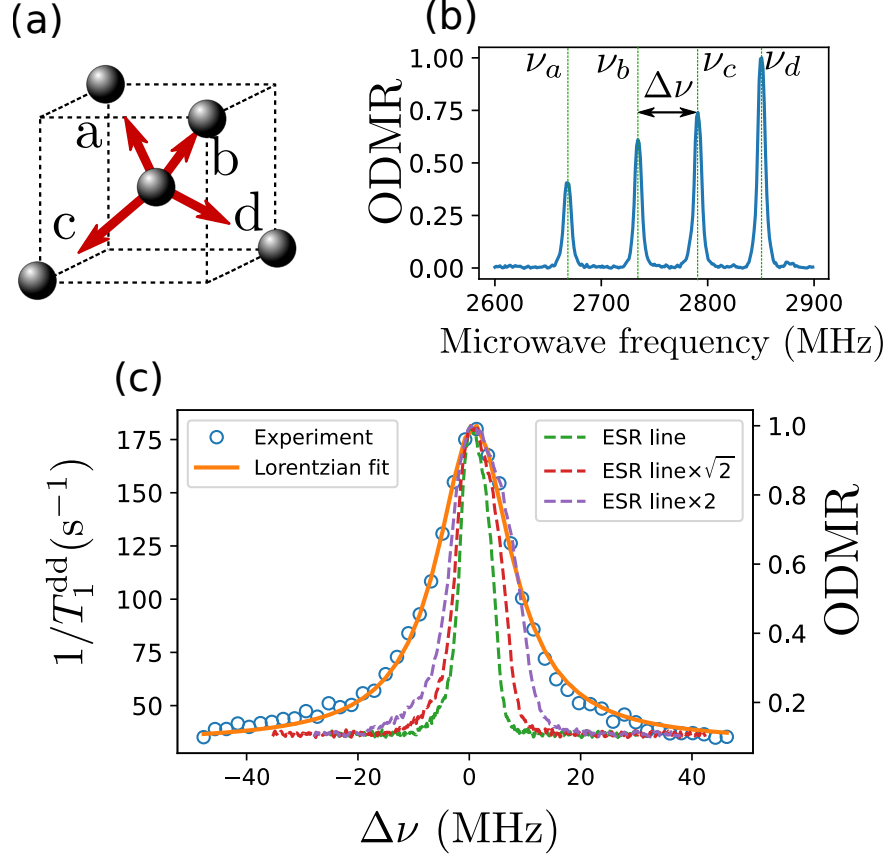 (a)
a
b
c
d
(b)
ν_a ν_b ν_c ν_d
Δν
ODMR
1.00
0.75
0.50
0.25
0.00
2600 2700 2800 2900
Microwave frequency (MHz)
(c)
Experiment
Lorentzian fit
ESR line
ESR line×√2
ESR line×2
1/T_1^dd(s^−1)
175
150
125
100
75
50
1.0
0.8
0.6
0.4
0.2
ODMR
−40 −20 0 20 40
Δν (MHz)